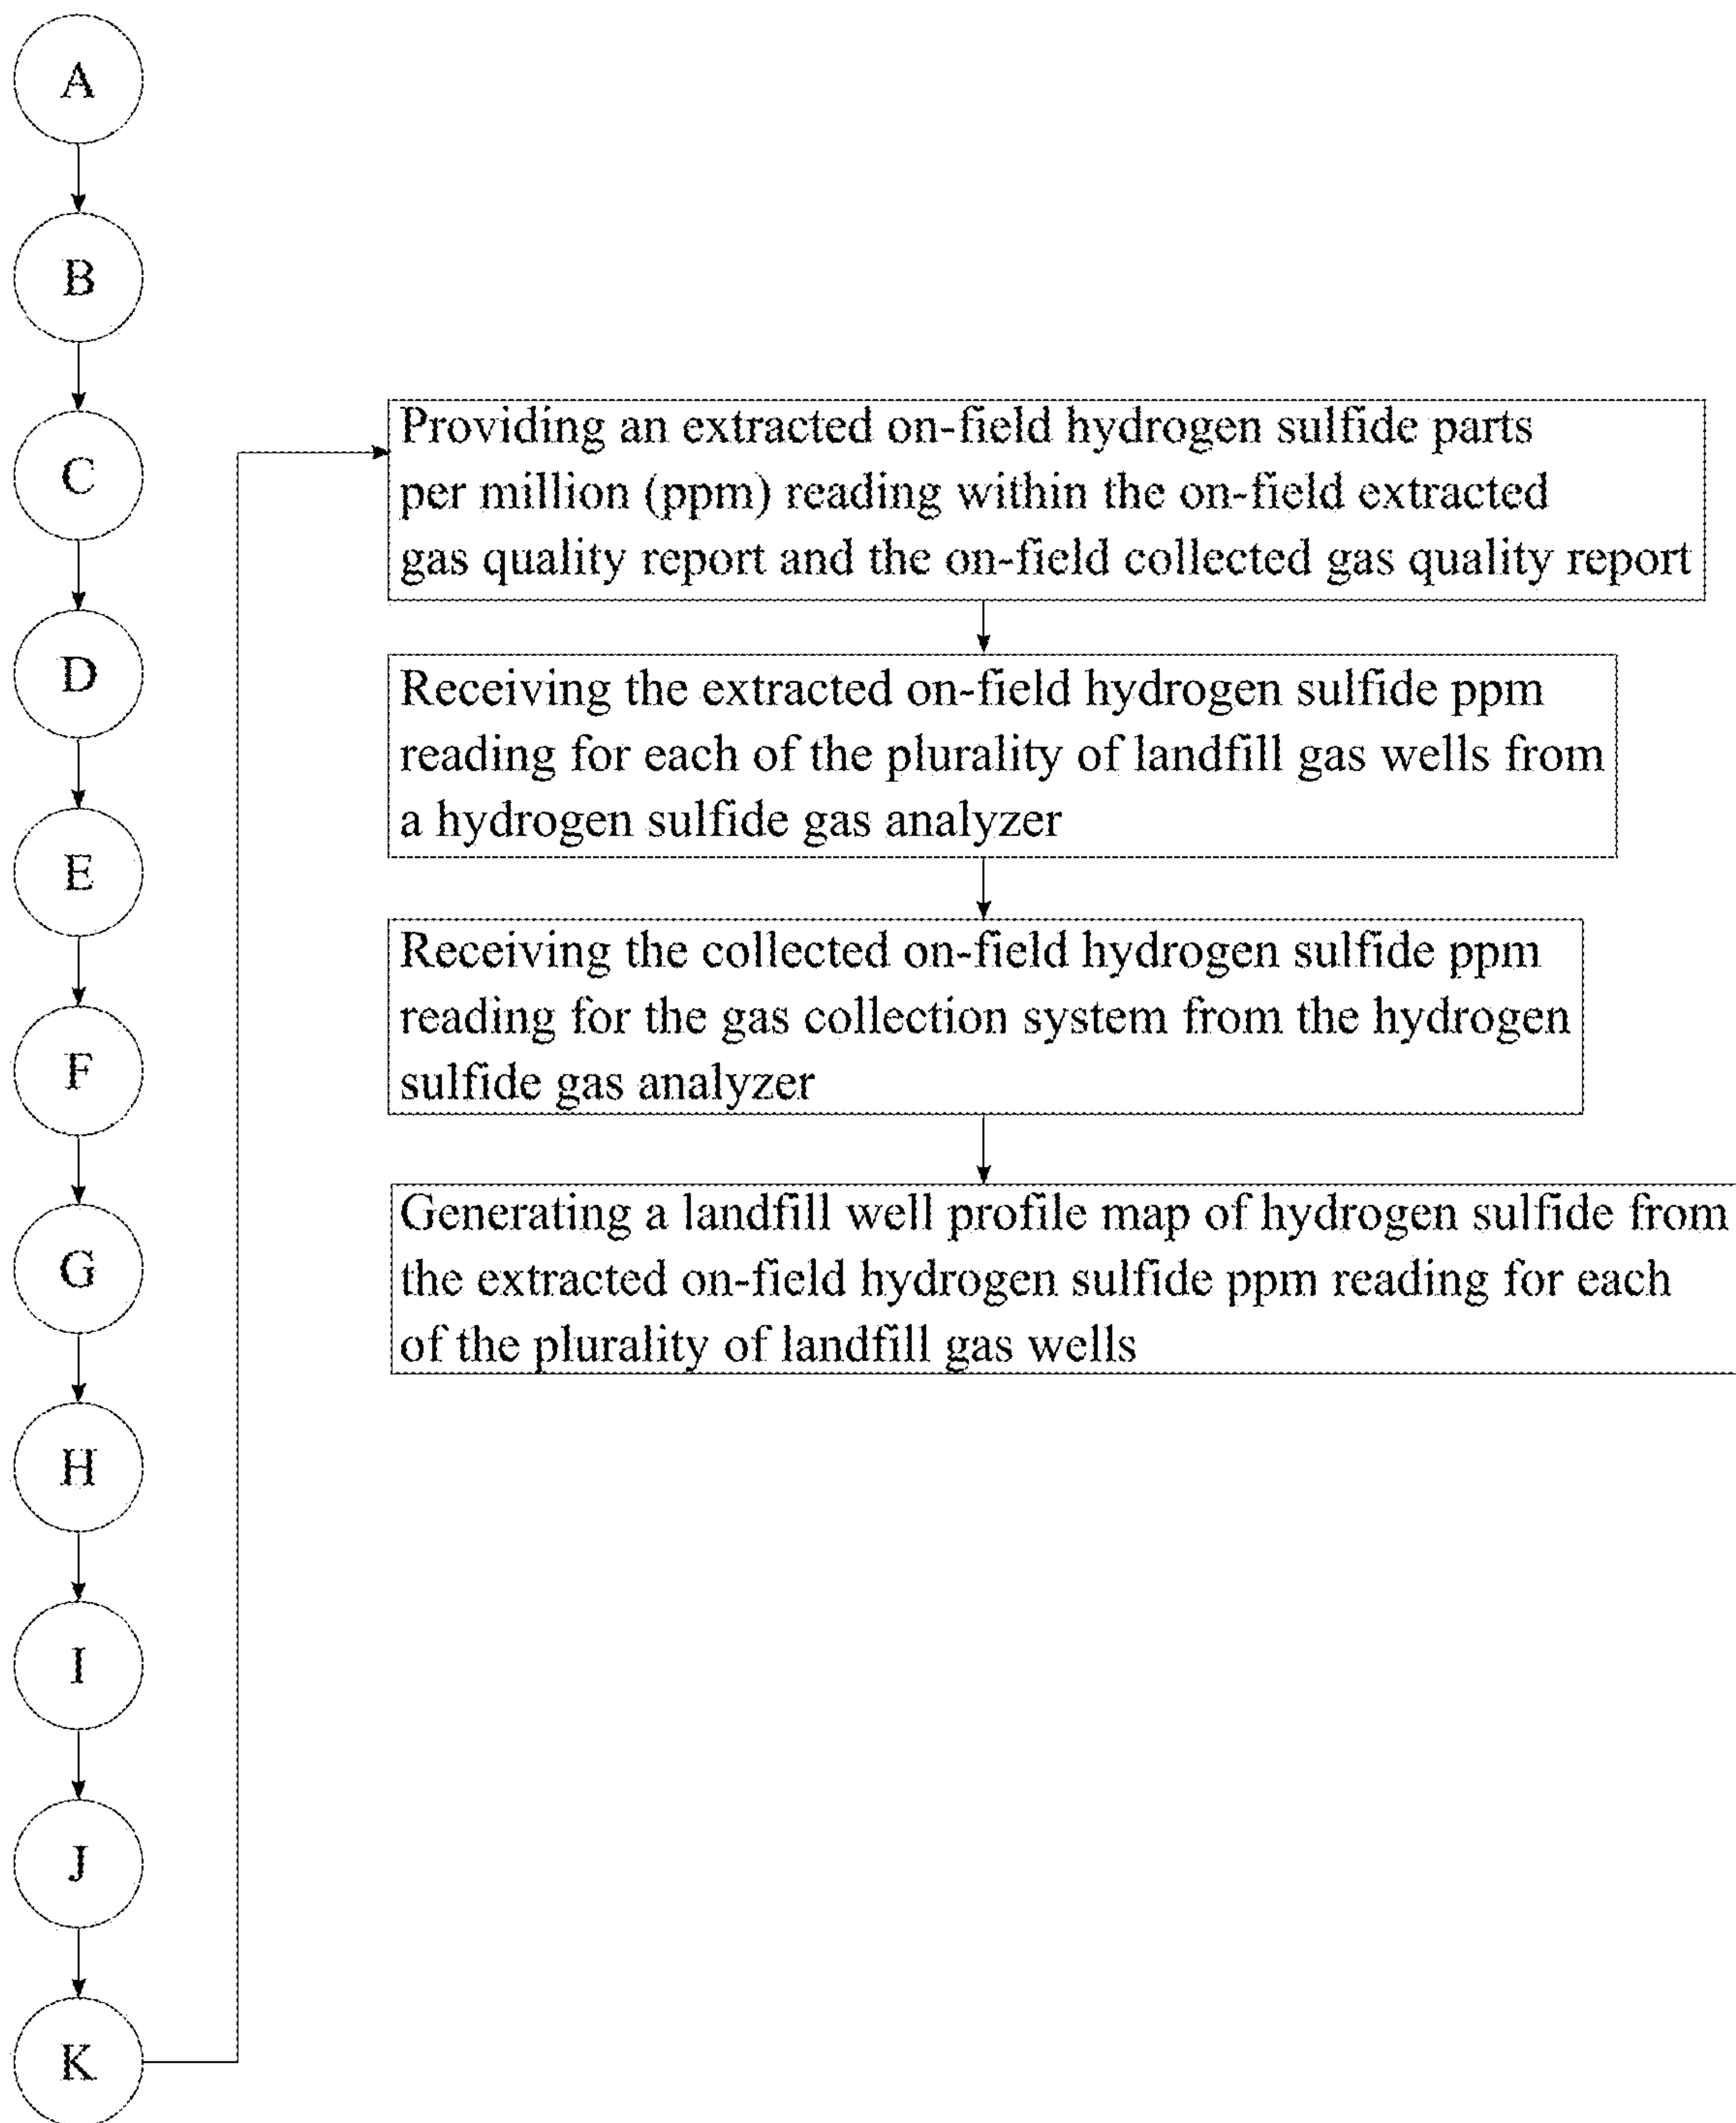 A
B
C
D
E
F
G
H
I
J
K
Providing an extracted on-field hydrogen sulfide parts
per million (ppm) reading within the on-field extracted
gas quality report and the on-field collected gas quality report
Receiving the extracted on-field hydrogen sulfide ppm
reading for each of the plurality of landfill gas wells from
a hydrogen sulfide gas analyzer
Receiving the collected on-field hydrogen sulfide ppm
reading for the gas collection system from the hydrogen
sulfide gas analyzer
Generating a landfill well profile map of hydrogen sulfide from
the extracted on-field hydrogen sulfide ppm reading for each
of the plurality of landfill gas wells